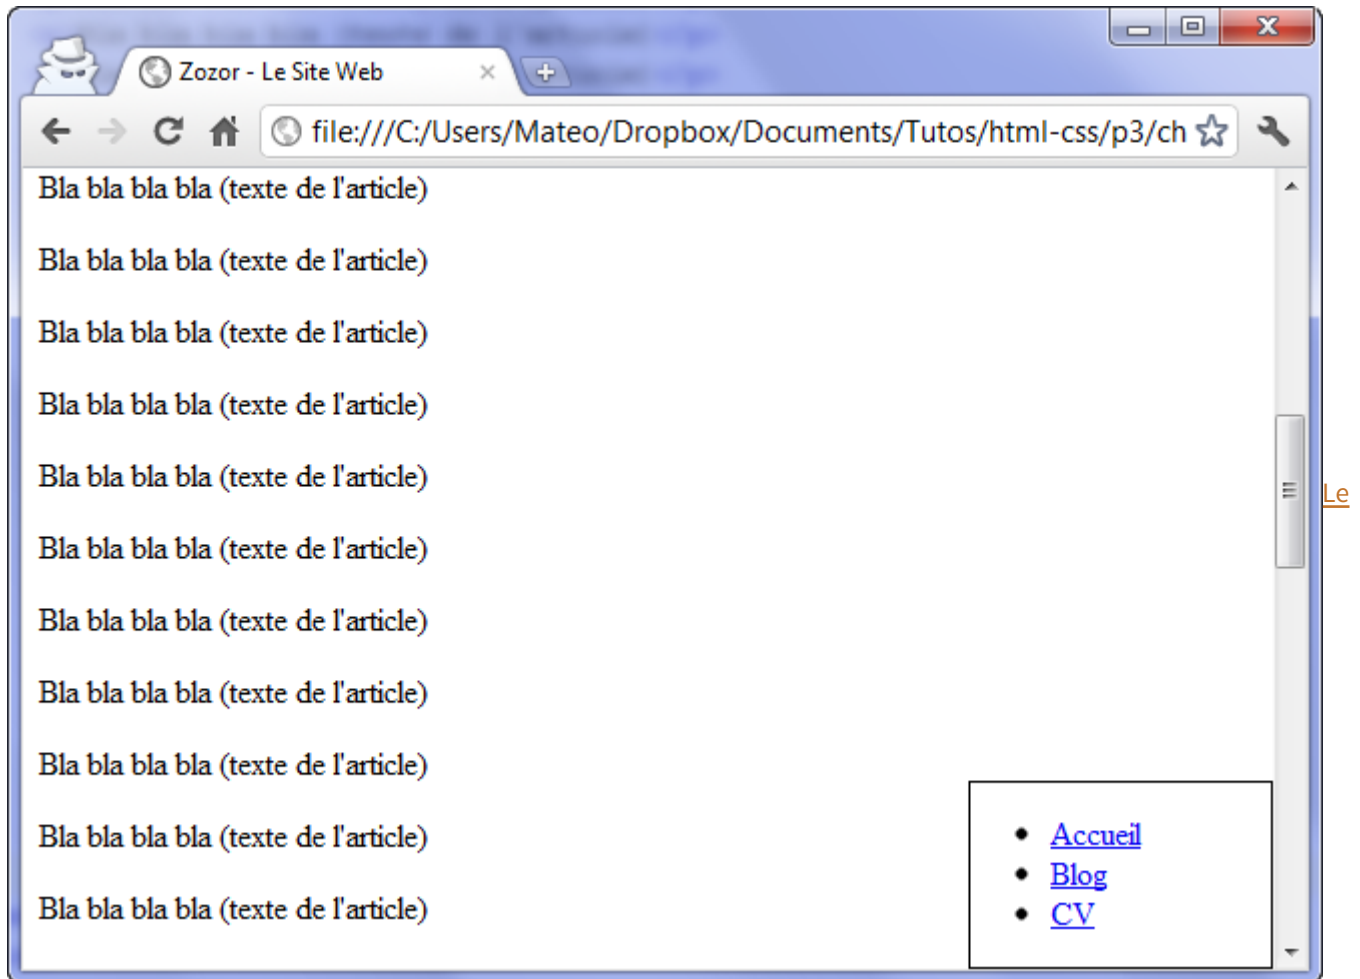 Zozor - Le Site Web
file:///C:/Users/Mateo/Dropbox/Documents/Tutos/html-css/p3/ch
Bla bla bla bla (texte de l'article)
Bla bla bla bla (texte de l'article)
Bla bla bla bla (texte de l'article)
Bla bla bla bla (texte de l'article)
Bla bla bla bla (texte de l'article)
Le
Bla bla bla bla (texte de l'article)
Bla bla bla bla (texte de l'article)
Bla bla bla bla (texte de l'article)
Bla bla bla bla (texte de l'article)
Bla bla bla bla (texte de l'article)
Bla bla bla bla (texte de l'article)
Accueil
Blog
CV